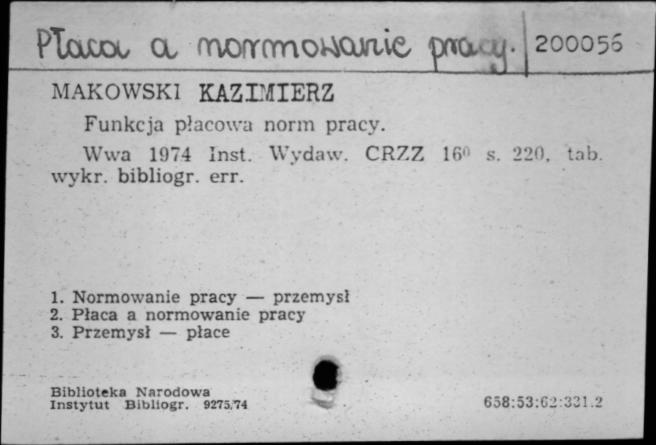 Płaca a normowanie pracy. 200056
MAKOWSKI KAZIMIERZ
Funkcja płacowa norm pracy.
Wwa 1974 Inst. Wydaw. CRZZ 16⁰ s. 220, tab.
wykr. bibliogr. err.
1. Normowanie pracy — przemysł
2. Płaca a normowanie pracy
3. Przemysł — płace
Biblioteka Narodowa
Instytut Bibliogr. 9275/74
658:53:62:331.2